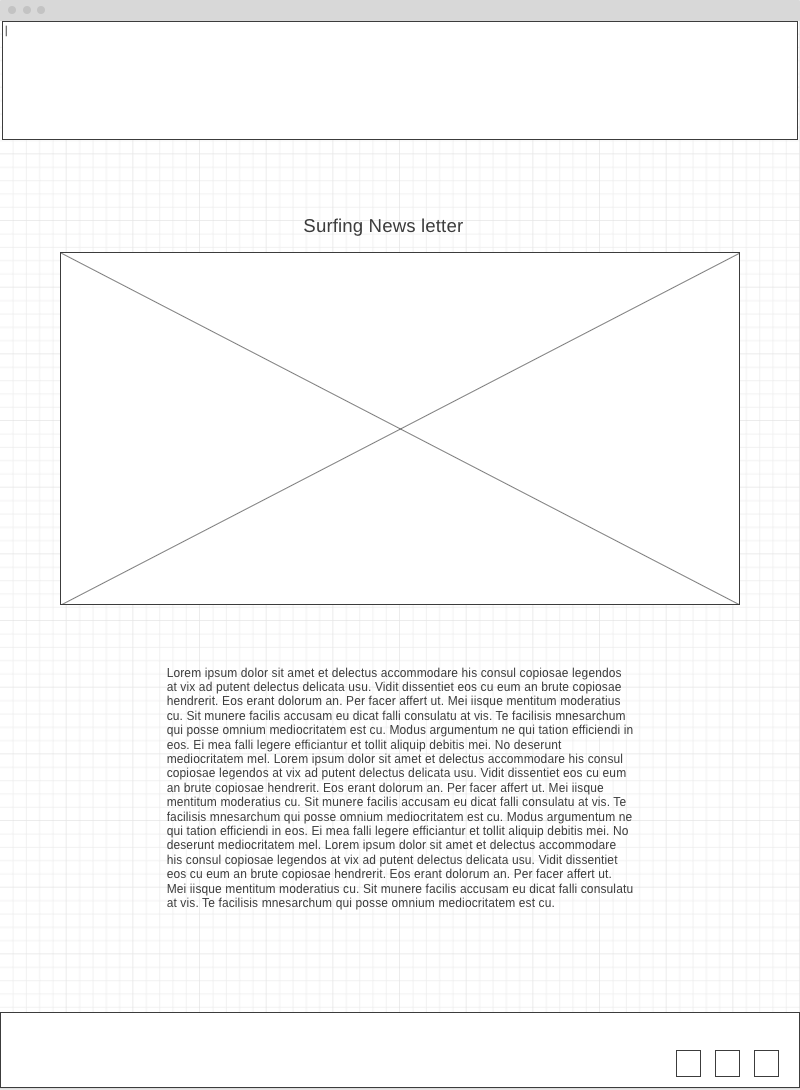 Surfing News letter
Lorem ipsum dolor sit amet et delectus accommodare his consul copiosae legendos
at vix ad putent delectus delicata usu. Vidit dissentiet eos cu eum an brute copiosae
hendrerit. Eos erant dolorum an. Per facer affert ut. Mei iisque mentitum moderatius
cu. Sit munere facilis accusam eu dicat falli consulatu at vis. Te facilisis mnesarchum
qui posse omnium mediocritatem est cu. Modus argumentum ne qui tation efficiendi in
eos. Ei mea falli legere efficiantur et tollit aliquip debitis mei. No deserunt
mediocritatem mel. Lorem ipsum dolor sit amet et delectus accommodare his consul
copiosae legendos at vix ad putent delectus delicata usu. Vidit dissentiet eos cu eum
an brute copiosae hendrerit. Eos erant dolorum an. Per facer affert ut. Mei iisque
mentitum moderatius cu. Sit munere facilis accusam eu dicat falli consulatu at vis. Te
facilisis mnesarchum qui posse omnium mediocritatem est cu. Modus argumentum ne
qui tation efficiendi in eos. Ei mea falli legere efficiantur et tollit aliquip debitis mei. No
deserunt mediocritatem mel. Lorem ipsum dolor sit amet et delectus accommodare
his consul copiosae legendos at vix ad putent delectus delicata usu. Vidit dissentiet
eos cu eum an brute copiosae hendrerit. Eos erant dolorum an. Per facer affert ut.
Mei iisque mentitum moderatius cu. Sit munere facilis accusam eu dicat falli consulatu
at vis. Te facilisis mnesarchum qui posse omnium mediocritatem est cu.